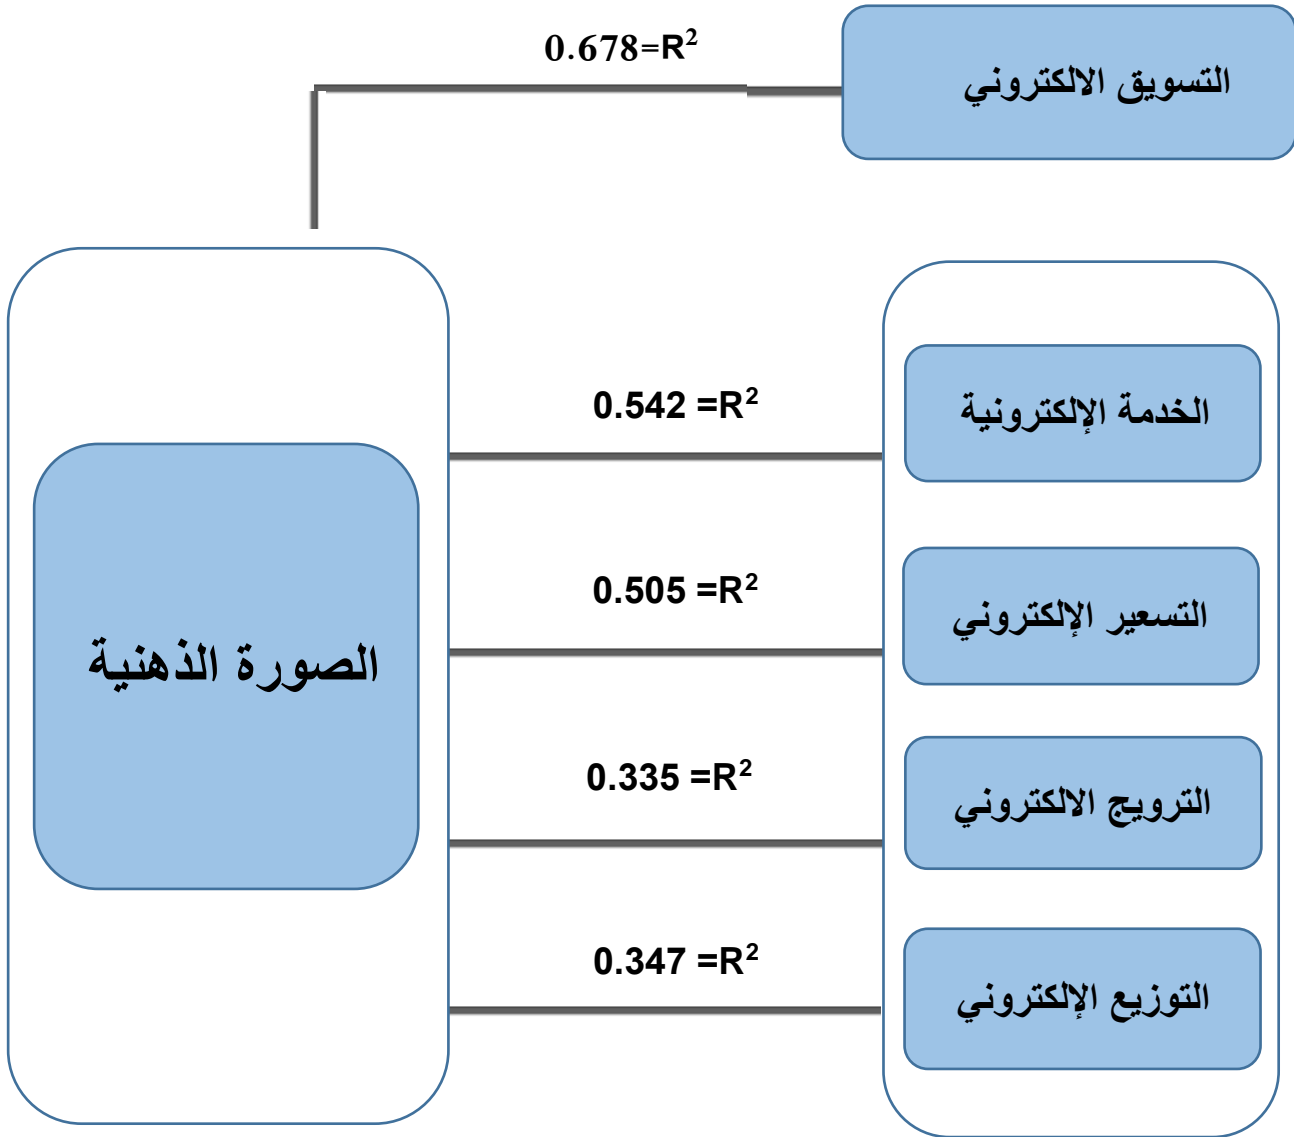 التسويق الالكتروني
0.678=R²
الخدمة الإلكترونية
0.542 =R²
التسعير الإلكتروني
0.505 =R²
الصورة الذهنية
الترويج الالكتروني
0.335 =R²
التوزيع الإلكتروني
0.347 =R²